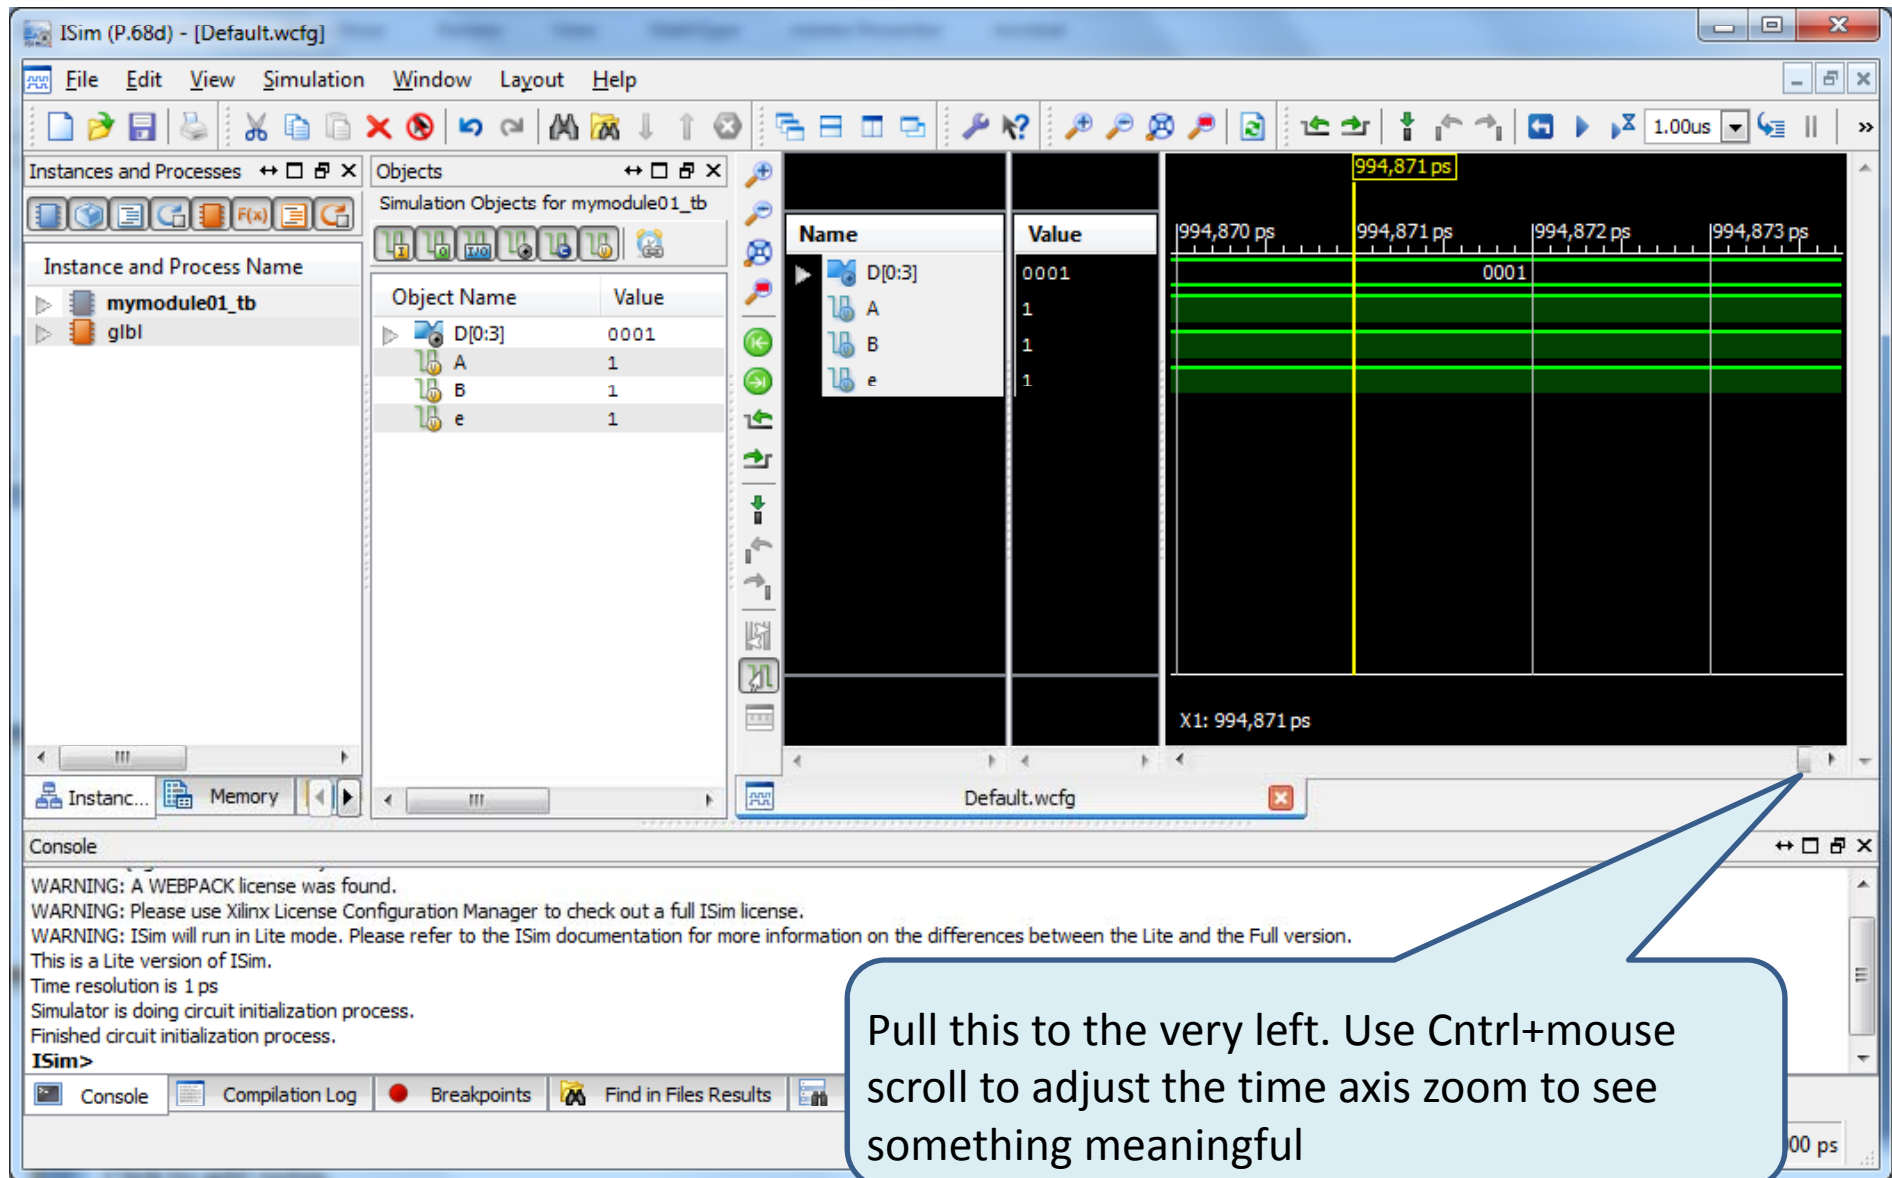 ISim (P.68d) - [Default.wcfg]
File Edit View Simulation Window Layout Help
1.00us
Instances and Processes
Instance and Process Name
mymodule01_tb
glbl
Instanc...
Memory
Objects
Simulation Objects for mymodule01_tb
Object Name Value
D[0:3] 0001
A 1
B 1
e 1
Name Value
D[0:3] 0001
A 1
B 1
e 1
994,871 ps
994,870 ps 994,871 ps 994,872 ps 994,873 ps
0001
X1: 994,871 ps
Default.wcfg
Console
WARNING: A WEBPACK license was found.
WARNING: Please use Xilinx License Configuration Manager to check out a full ISim license.
WARNING: ISim will run in Lite mode. Please refer to the ISim documentation for more information on the differences between the Lite and the Full version.
This is a Lite version of ISim.
Time resolution is 1 ps
Simulator is doing circuit initialization process.
Finished circuit initialization process.
ISim>
Console Compilation Log Breakpoints Find in Files Results
Pull this to the very left. Use Cntrl+mouse
scroll to adjust the time axis zoom to see
something meaningful
00 ps